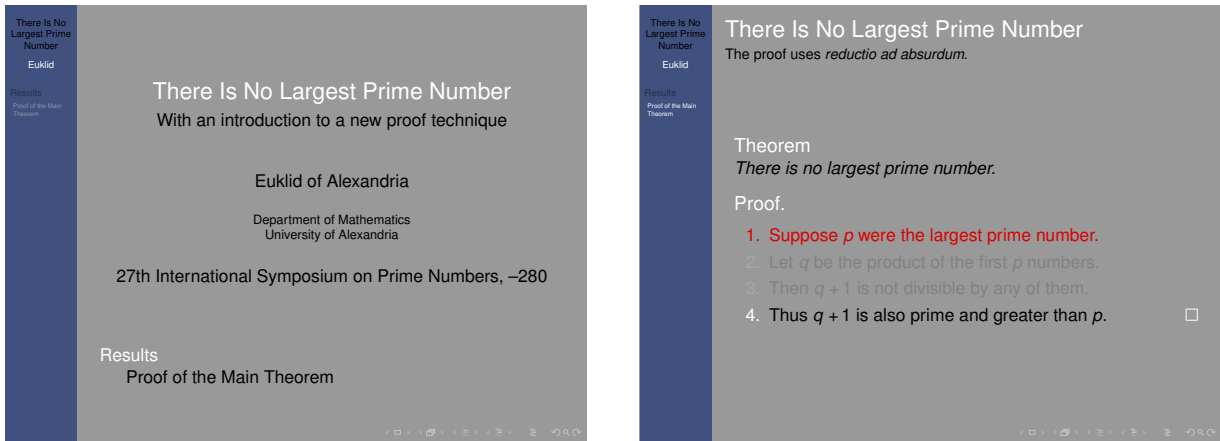 There Is No
Largest Prime
Number
Euklid
Results
Proof of the Main
Theorem
There Is No Largest Prime Number
With an introduction to a new proof technique
Euklid of Alexandria
Department of Mathematics
University of Alexandria
27th International Symposium on Prime Numbers, –280
Results
Proof of the Main Theorem
There Is No
Largest Prime
Number
Euklid
Results
Proof of the Main
Theorem
There Is No Largest Prime Number
The proof uses reductio ad absurdum.
Theorem
There is no largest prime number.
Proof.
1. Suppose p were the largest prime number.
2. Let q be the product of the first p numbers.
3. Then q + 1 is not divisible by any of them.
4. Thus q + 1 is also prime and greater than p. □